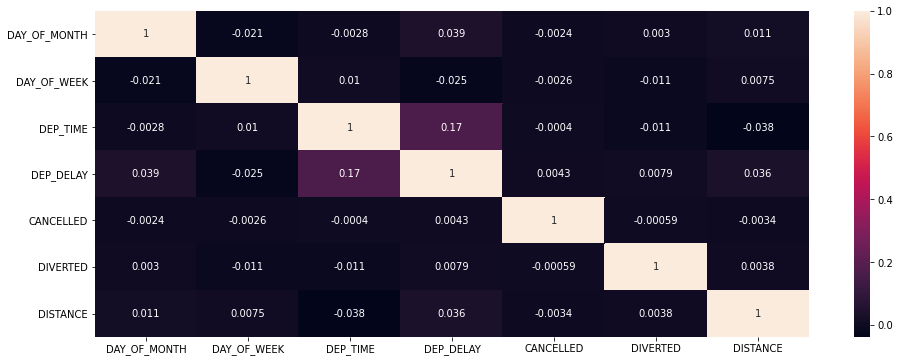 1.0
DAY_OF_MONTH 1 -0.021 -0.0028 0.039 -0.0024 0.003 0.011
DAY_OF_WEEK -0.021 1 0.01 -0.025 -0.0026 -0.011 0.0075
0.8
DEP_TIME -0.0028 0.01 1 0.17 -0.0004 -0.011 -0.038
0.6
DEP_DELAY 0.039 -0.025 0.17 1 0.0043 0.0079 0.036
0.4
CANCELLED -0.0024 -0.0026 -0.0004 0.0043 1 -0.00059 -0.0034
0.2
DIVERTED 0.003 -0.011 -0.011 0.0079 -0.00059 1 0.0038
DISTANCE 0.011 0.0075 -0.038 0.036 -0.0034 0.0038 1
0.0
DAY_OF_MONTH DAY_OF_WEEK DEP_TIME DEP_DELAY CANCELLED DIVERTED DISTANCE